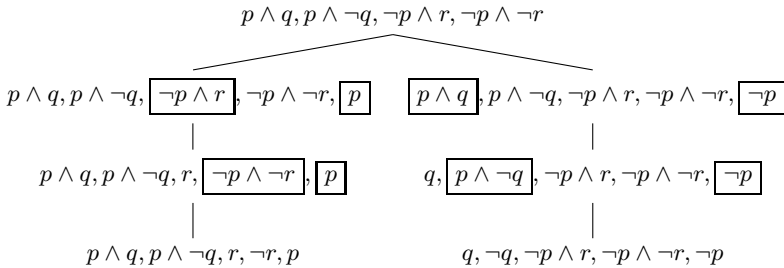 p ∧ q, p ∧ ¬q, ¬p ∧ r, ¬p ∧ ¬r
p ∧ q, p ∧ ¬q, ¬p ∧ r, ¬p ∧ ¬r, p
p ∧ q, p ∧ ¬q, ¬p ∧ r, ¬p ∧ ¬r, ¬p
p ∧ q, p ∧ ¬q, r, ¬p ∧ ¬r, p
q, p ∧ ¬q, ¬p ∧ r, ¬p ∧ ¬r, ¬p
p ∧ q, p ∧ ¬q, r, ¬r, p
q, ¬q, ¬p ∧ r, ¬p ∧ ¬r, ¬p